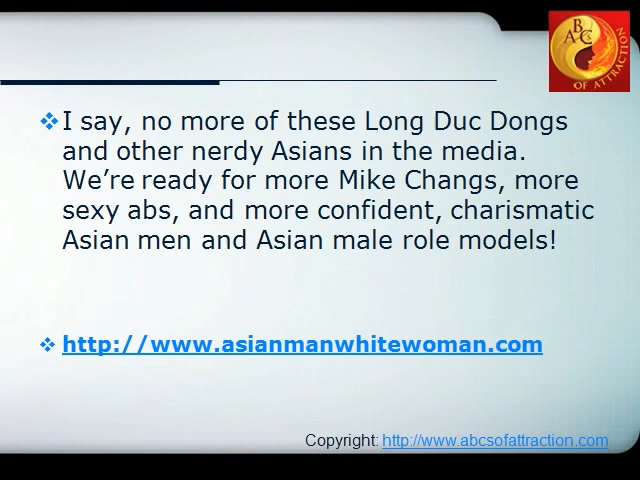 ABCs
OF ATTRACTION
I say, no more of these Long Duc Dongs
and other nerdy Asians in the media.
We're ready for more Mike Changs, more
sexy abs, and more confident, charismatic
Asian men and Asian male role models!
http://www.asianmanwhitewoman.com
Copyright: http://www.abcsofattraction.com